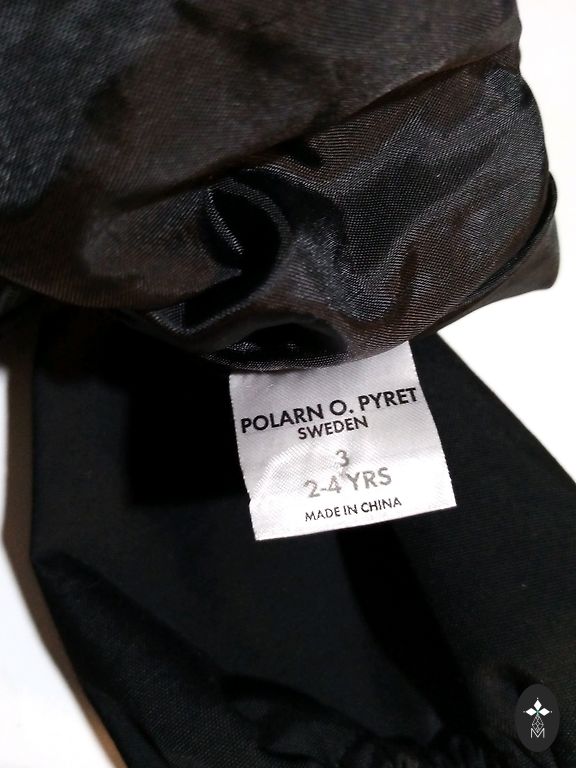 POLARN O. PYRET
SWEDEN
3
2-4 YRS
MADE IN CHINA
M